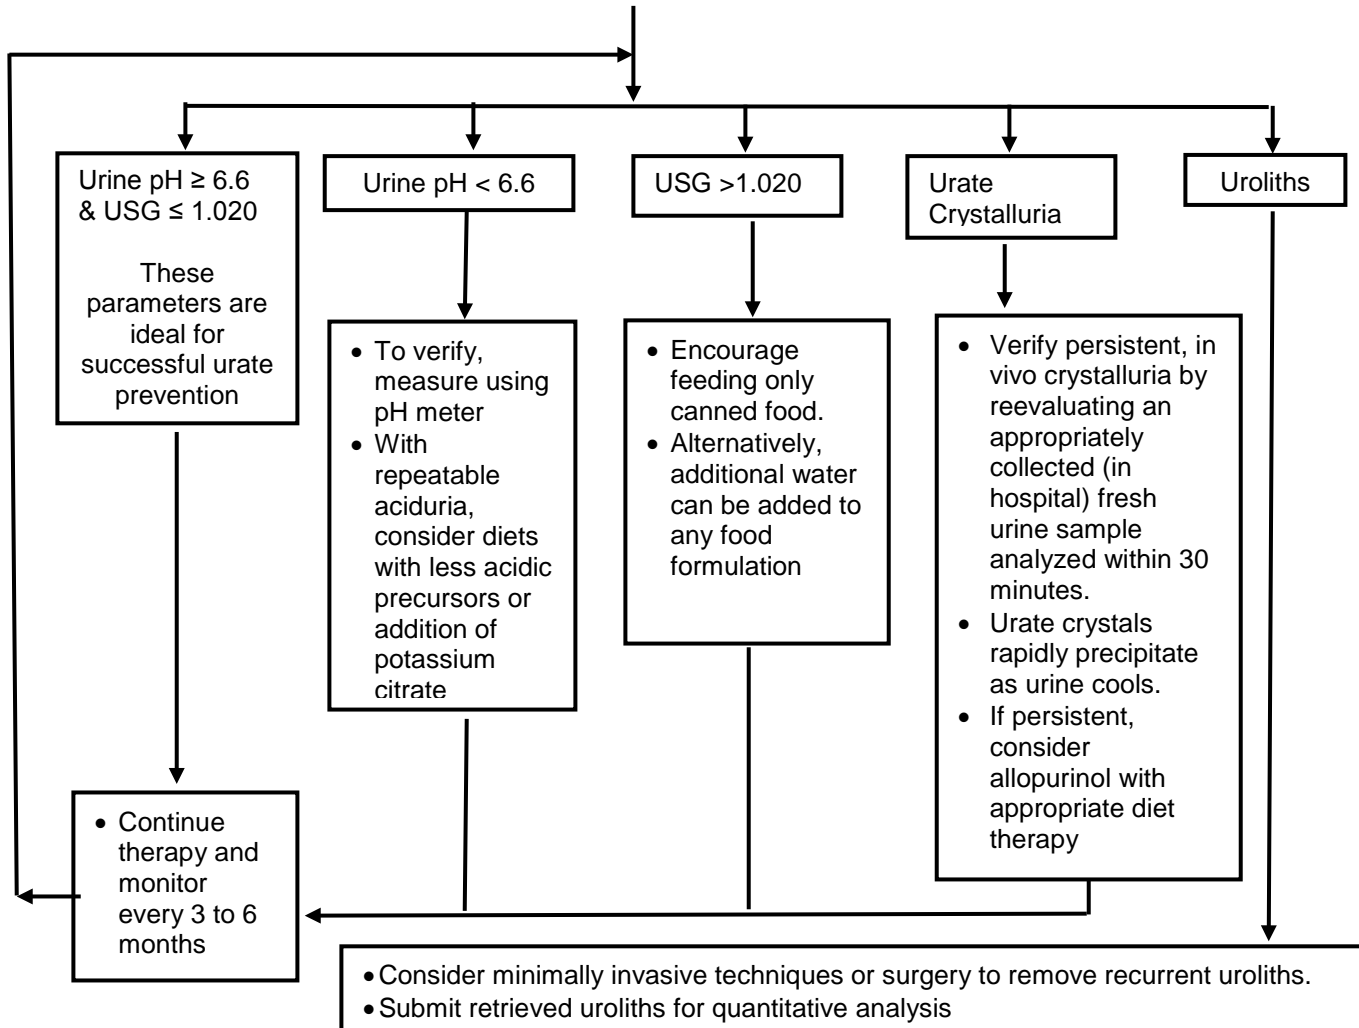 Urine pH ≥ 6.6
& USG ≤ 1.020
These
parameters are
ideal for
successful urate
prevention
Urine pH < 6.6
USG >1.020
Urate
Crystalluria
Uroliths
• To verify,
measure using
pH meter
• With
repeatable
aciduria,
consider diets
with less acidic
precursors or
addition of
potassium
citrate
• Encourage
feeding only
canned food.
• Alternatively,
additional water
can be added to
any food
formulation
• Verify persistent, in
vivo crystalluria by
reevaluating an
appropriately
collected (in
hospital) fresh
urine sample
analyzed within 30
minutes.
• Urate crystals
rapidly precipitate
as urine cools.
• If persistent,
consider
allopurinol with
appropriate diet
therapy
• Continue
therapy and
monitor
every 3 to 6
months
• Consider minimally invasive techniques or surgery to remove recurrent uroliths.
• Submit retrieved uroliths for quantitative analysis